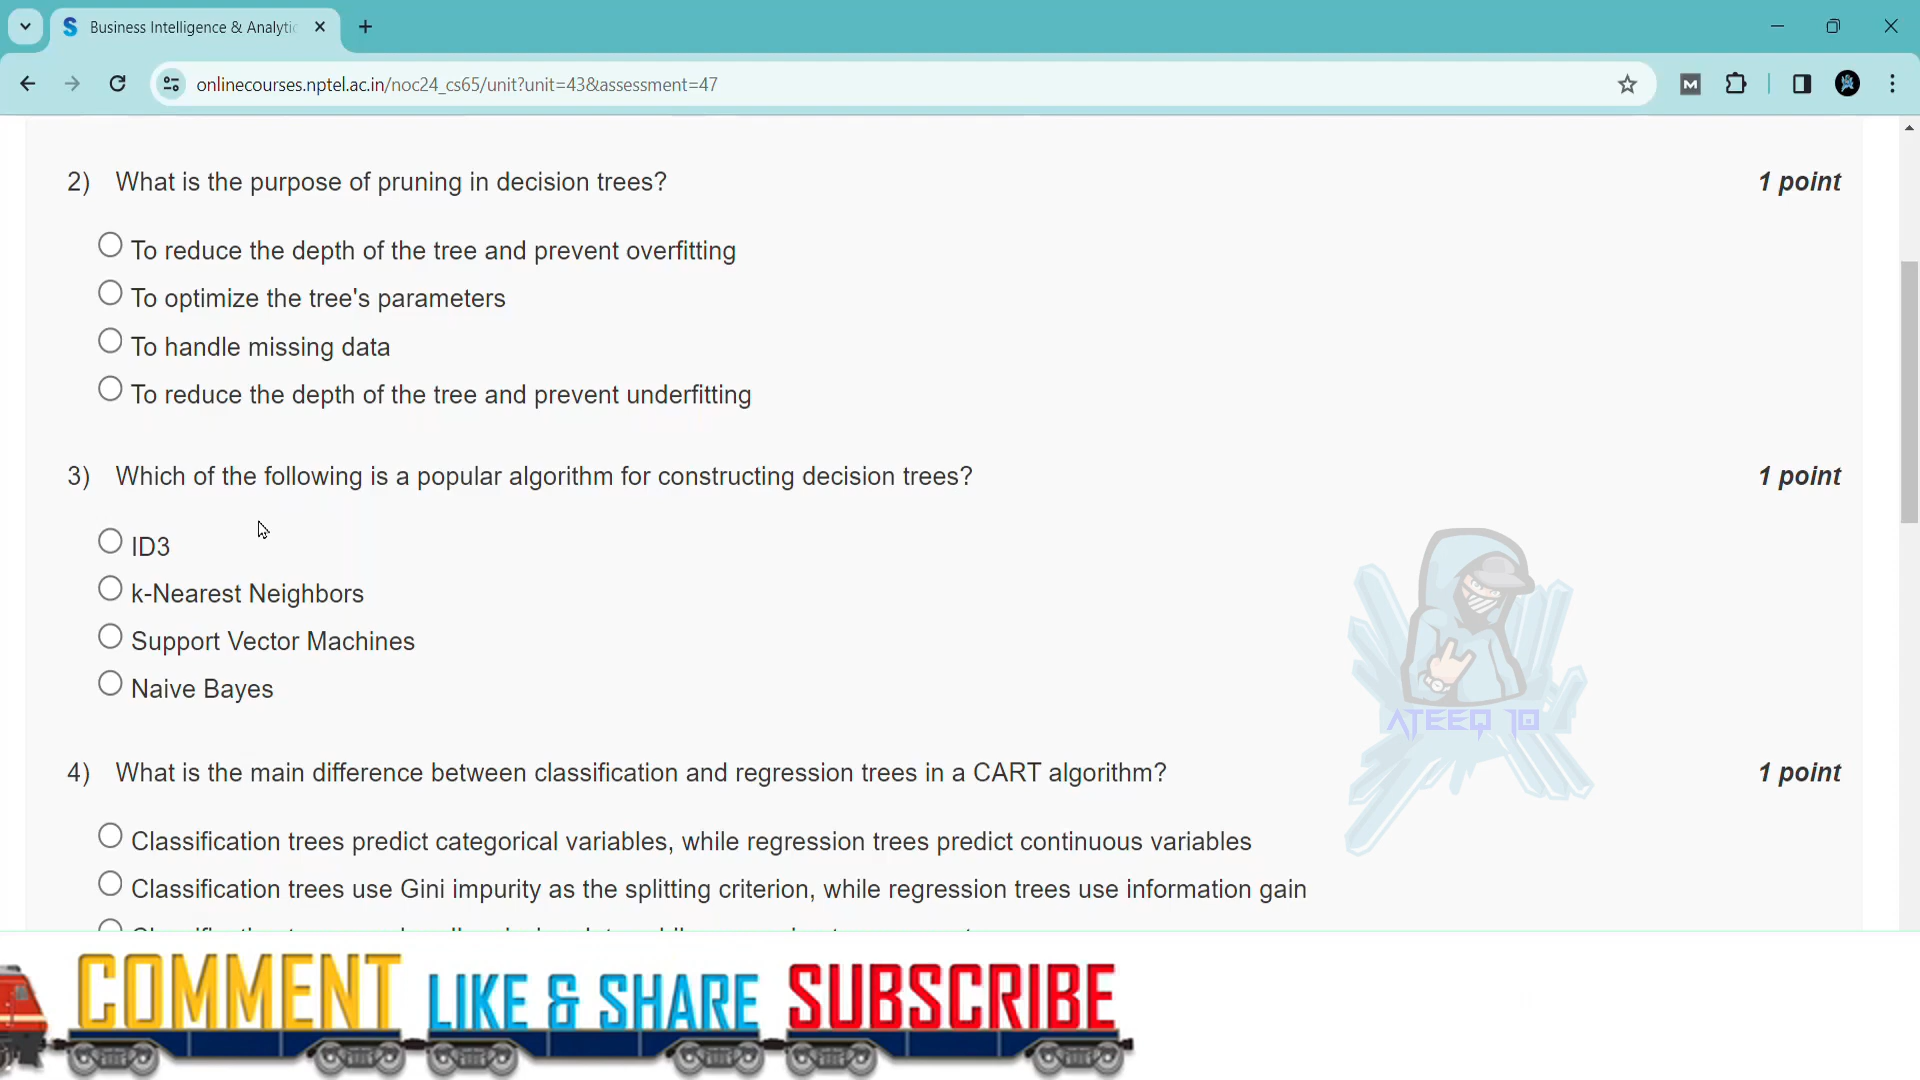 Business Intelligence & Analytic
onlinecourses.nptel.ac.in/noc24_cs65/unit?unit=43&assessment=47
2) What is the purpose of pruning in decision trees? 1 point
To reduce the depth of the tree and prevent overfitting
To optimize the tree's parameters
To handle missing data
To reduce the depth of the tree and prevent underfitting
3) Which of the following is a popular algorithm for constructing decision trees? 1 point
ID3
k-Nearest Neighbors
Support Vector Machines
Naive Bayes
ATEEQ 10
4) What is the main difference between classification and regression trees in a CART algorithm? 1 point
Classification trees predict categorical variables, while regression trees predict continuous variables
Classification trees use Gini impurity as the splitting criterion, while regression trees use information gain
COMMENT LIKE & SHARE SUBSCRIBE